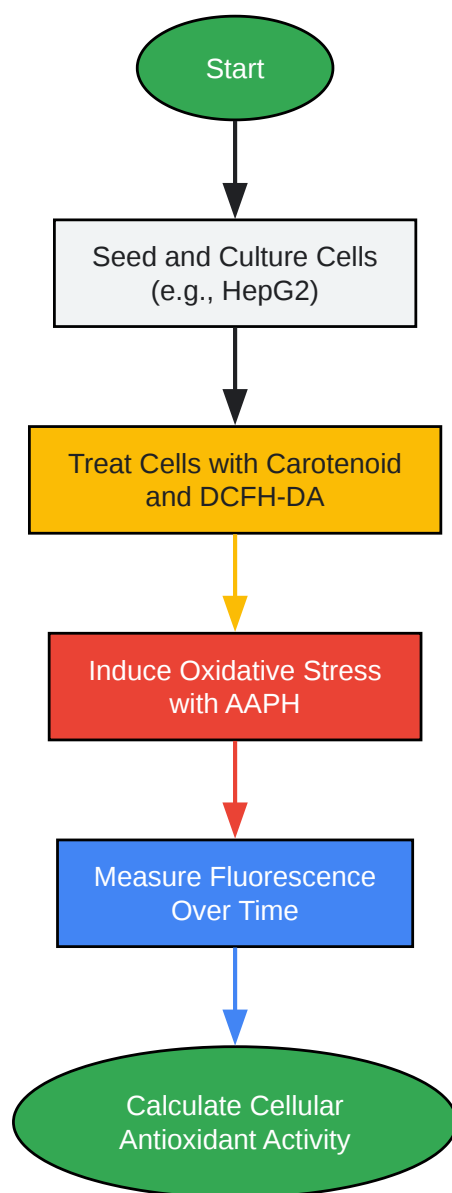 Start
Seed and Culture Cells
(e.g., HepG2)
Treat Cells with Carotenoid
and DCFH-DA
Induce Oxidative Stress
with AAPH
Measure Fluorescence
Over Time
Calculate Cellular
Antioxidant Activity